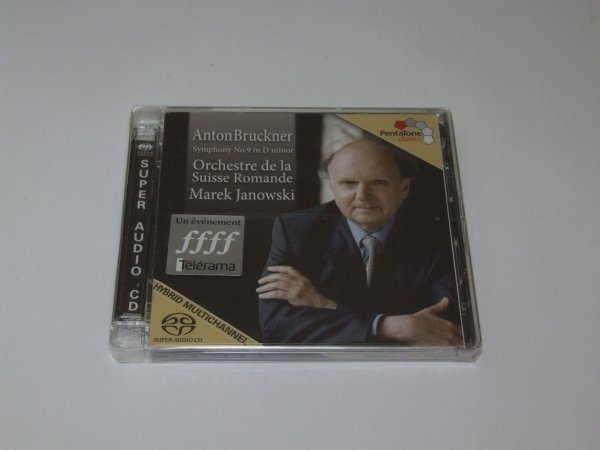 SUPER AUDIO CD
AntonBruckner
Symphony No.9 in D minor
Orchestre de la
Suisse Romande
Marek Janowski
PentaTone
classics
Un événement
ffff
Télérama
HYBRID MULTICHANNEL
SUPER AUDIO CD